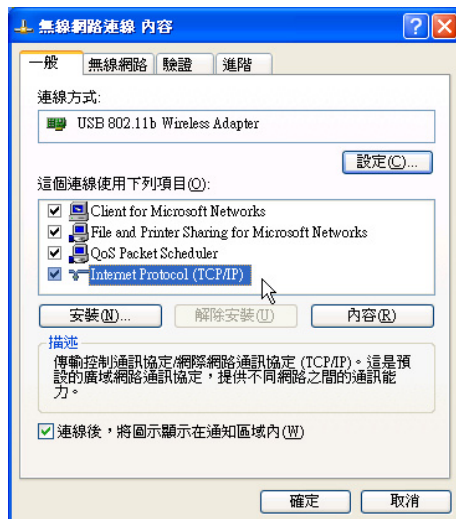 無線網路連線 內容
一般 無線網路 驗證 進階
連線方式:
USB 802.11b Wireless Adapter
設定(C)...
這個連線使用下列項目(O):
Client for Microsoft Networks
File and Printer Sharing for Microsoft Networks
QoS Packet Scheduler
Internet Protocol (TCP/IP)
安裝(N)... 解除安裝(U) 內容(R)
描述
傳輸控制通訊協定/網際網路通訊協定 (TCP/IP)。這是預
設的廣域網路通訊協定，提供不同網路之間的通訊能
力。
連線後，將圖示顯示在通知區域內(W)
確定 取消